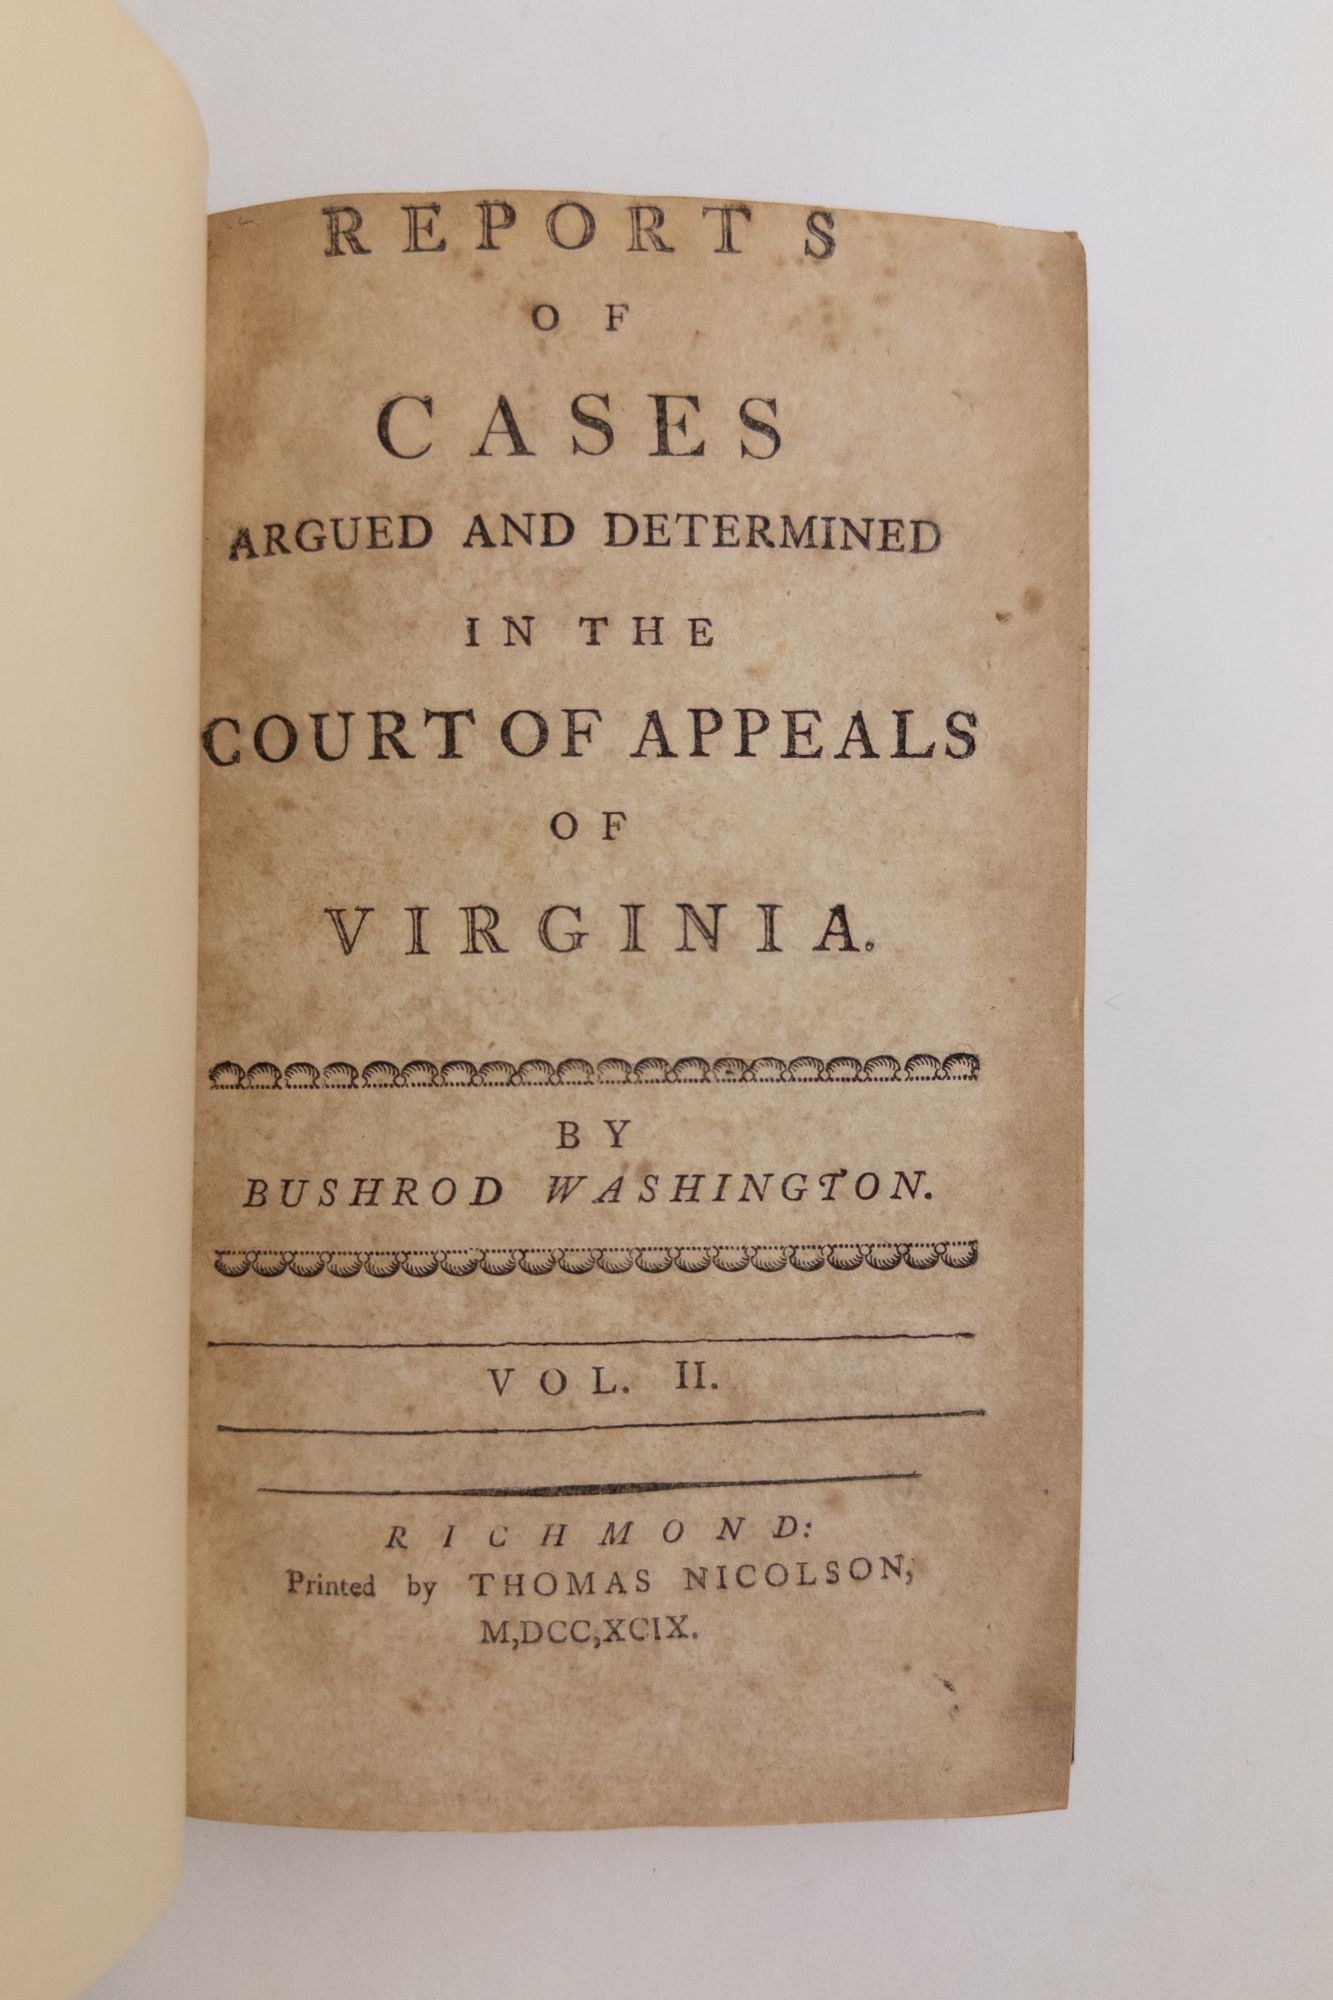 REPORTS
OF
CASES
ARGUED AND DETERMINED
IN THE
COURT OF APPEALS
OF
VIRGINIA.
BY
BUSHROD WASHINGTON.
VOL. II.
RICHMOND:
Printed by THOMAS NICOLSON,
M,DCC,XCIX.